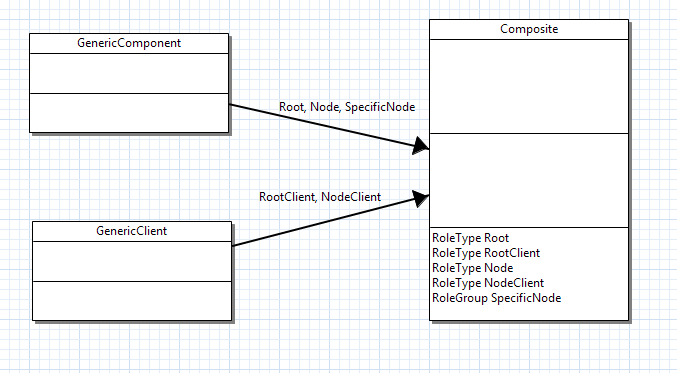 GenericComponent
Root, Node, SpecificNode
Composite
RootClient, NodeClient
GenericClient
RoleType Root
RoleType RootClient
RoleType Node
RoleType NodeClient
RoleGroup SpecificNode